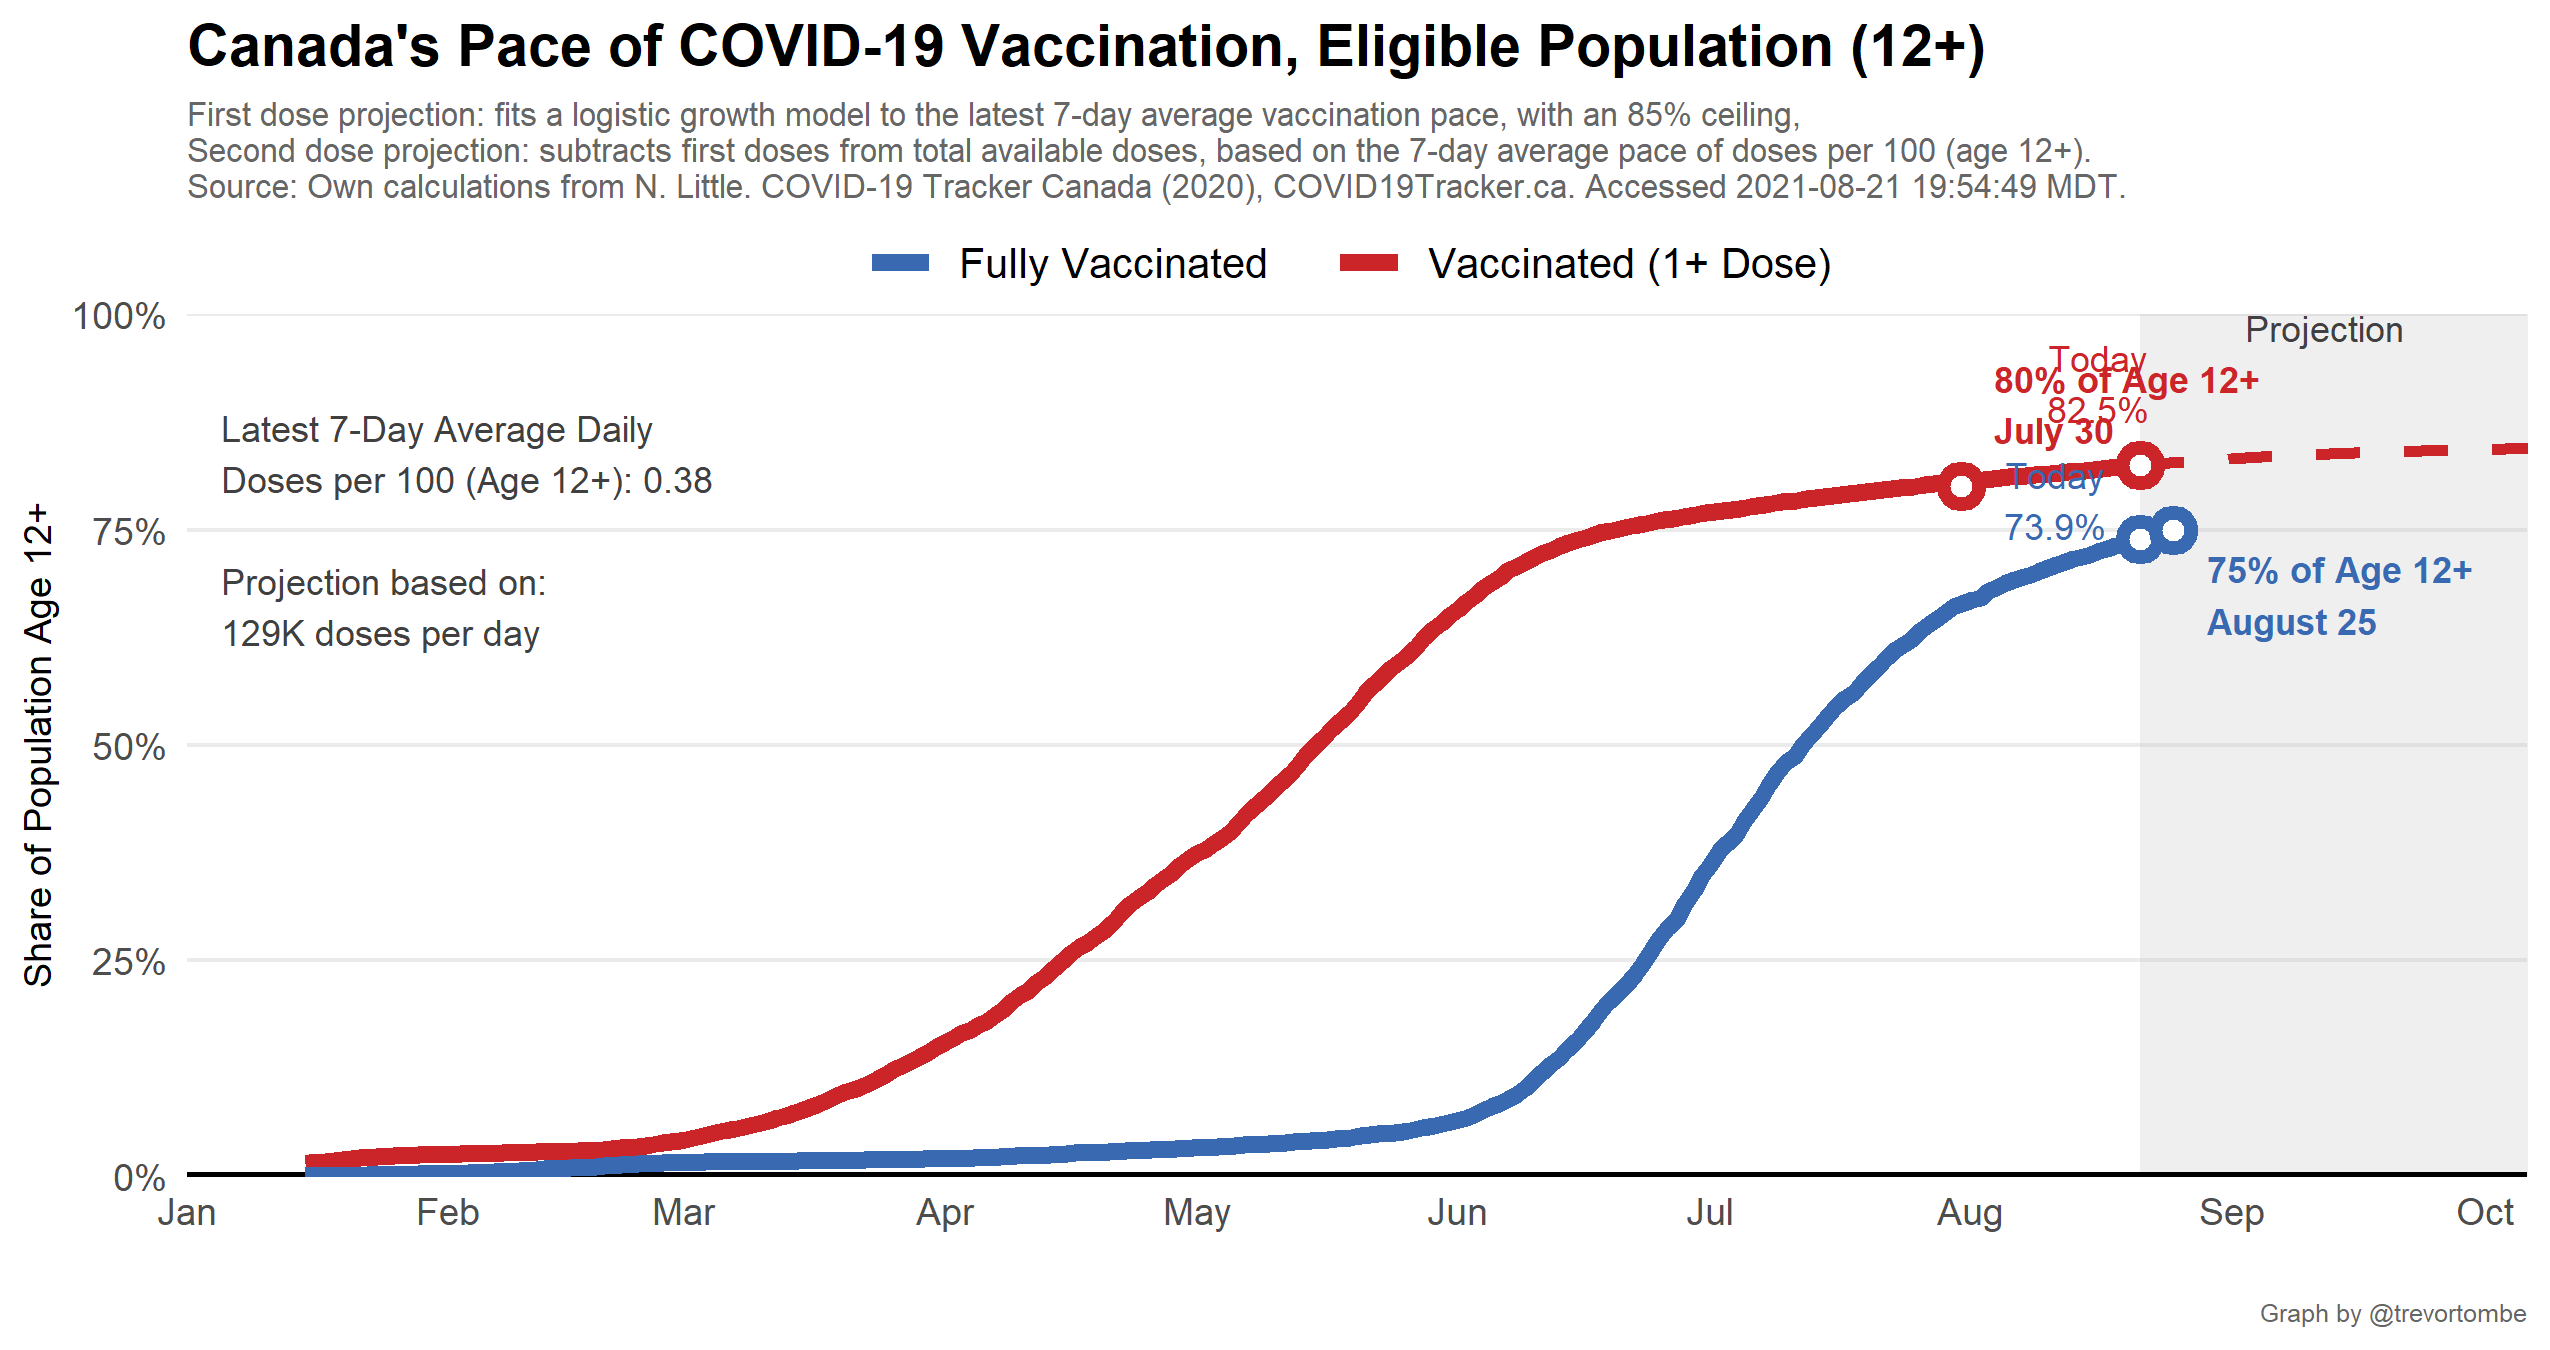 Canada's Pace of COVID-19 Vaccination, Eligible Population (12+)
First dose projection: fits a logistic growth model to the latest 7-day average vaccination pace, with an 85% ceiling,
Second dose projection: subtracts first doses from total available doses, based on the 7-day average pace of doses per 100 (age 12+).
Source: Own calculations from N. Little. COVID-19 Tracker Canada (2020), COVID19Tracker.ca. Accessed 2021-08-21 19:54:49 MDT.
Fully Vaccinated
Vaccinated (1+ Dose)
Share of Population Age 12+
100%
75%
50%
25%
0%
Latest 7-Day Average Daily
Doses per 100 (Age 12+): 0.38
Projection based on:
129K doses per day
Projection
Today
82.5%
80% of Age 12+
July 30
Today
73.9%
75% of Age 12+
August 25
Jan
Feb
Mar
Apr
May
Jun
Jul
Aug
Sep
Oct
Graph by @trevortombe